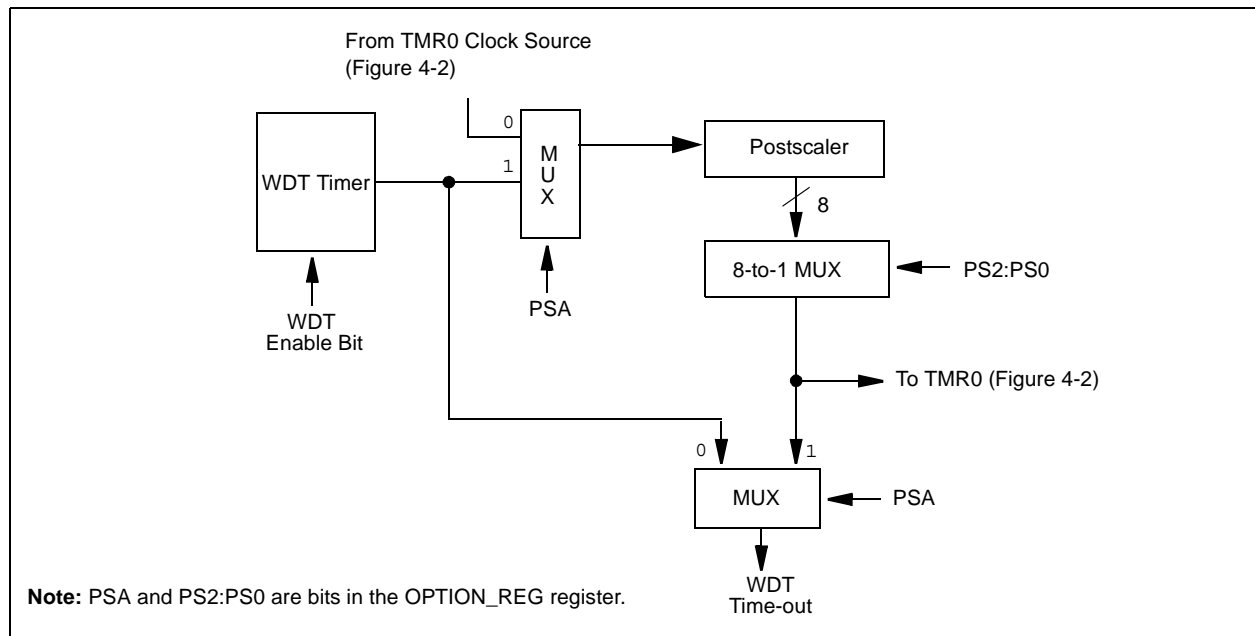 From TMR0 Clock Source
(Figure 4-2)
0
1
M
U
X
Postscaler
WDT Timer
8
8-to-1 MUX
PS2:PS0
PSA
WDT
Enable Bit
To TMR0 (Figure 4-2)
0
1
MUX
PSA
WDT
Time-out
Note: PSA and PS2:PS0 are bits in the OPTION_REG register.